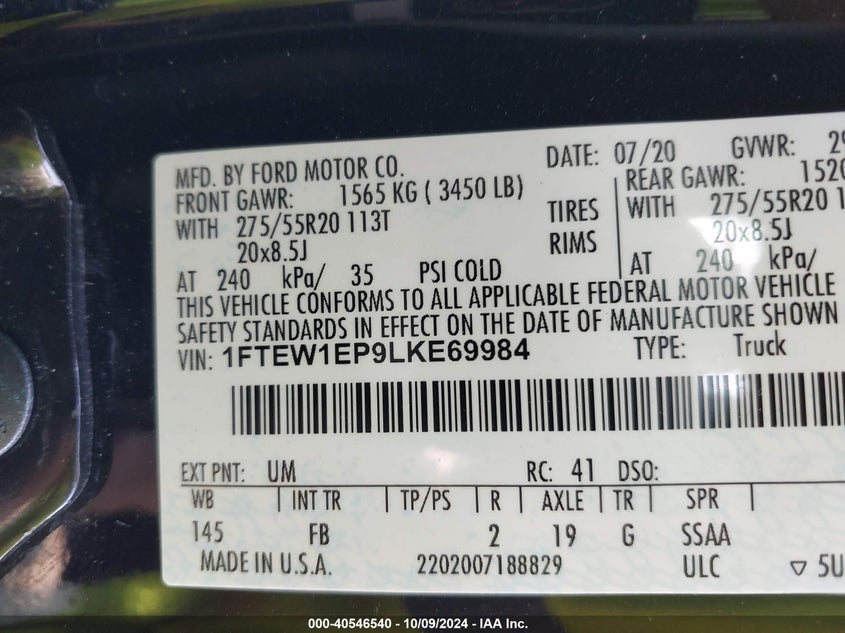 MFD. BY FORD MOTOR CO. DATE: 07/20 GVWR:
FRONT GAWR: 1565 KG ( 3450 LB) REAR GAWR:
WITH 275/55R20 113T TIRES WITH 275/55R20
20x8.5J RIMS 20x8.5J
AT 240 kPa/ 35 PSI COLD AT 240 kPa/
THIS VEHICLE CONFORMS TO ALL APPLICABLE FEDERAL MOTOR VEHICLE
SAFETY STANDARDS IN EFFECT ON THE DATE OF MANUFACTURE SHOWN
VIN: 1FTEW1EP9LKE69984 TYPE: Truck
EXT PNT: UM RC: 41 DSO:
WB | INT TR | TP/PS | R | AXLE | TR | SPR
145 FB 2 19 G SSAA
MADE IN U.S.A. 2202007188829 ULC ▽ 5U
000-40546540 - 10/09/2024 - IAA Inc.